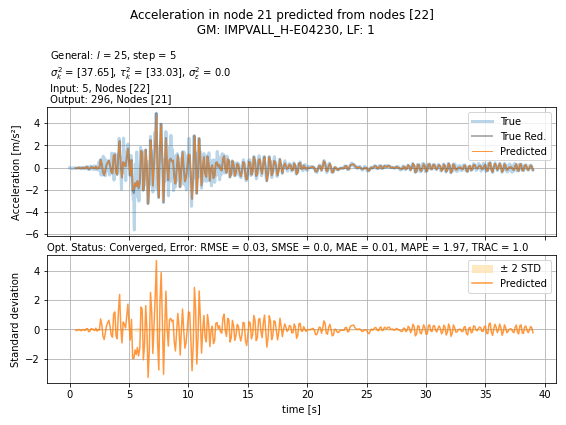 Acceleration in node 21 predicted from nodes [22]
GM: IMPVALL_H-E04230, LF: 1
General: l = 25, step = 5
σ²ₖ = [37.65], τ²ₖ = [33.03], σ²ε = 0.0
Input: 5, Nodes [22]
Output: 296, Nodes [21]
Acceleration [m/s²]
4
2
0
−2
−4
−6
True
True Red.
Predicted
Opt. Status: Converged, Error: RMSE = 0.03, SMSE = 0.0, MAE = 0.01, MAPE = 1.97, TRAC = 1.0
Standard deviation
4
2
0
−2
± 2 STD
Predicted
0 5 10 15 20 25 30 35 40
time [s]